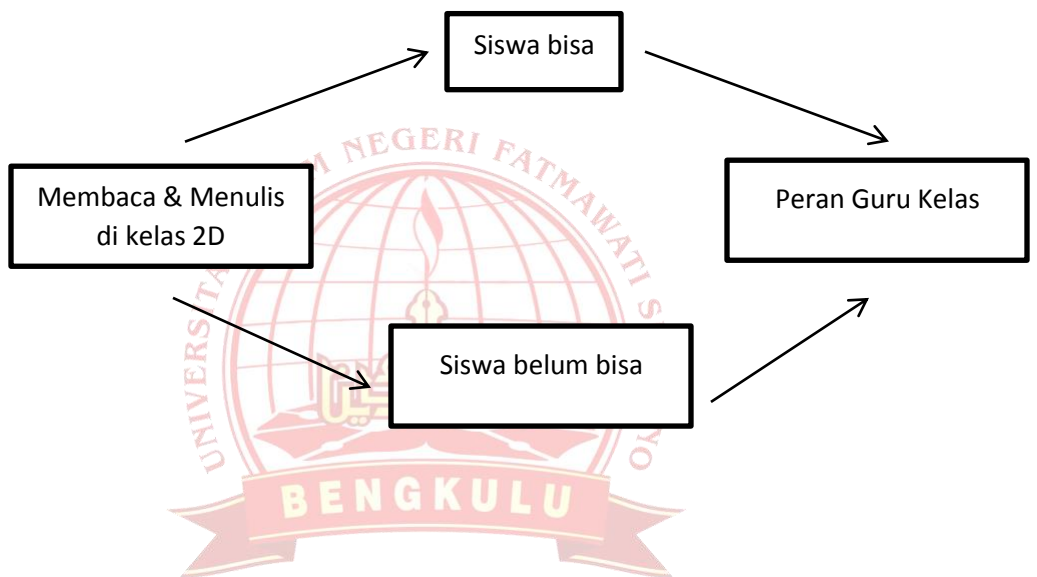 Siswa bisa
Membaca & Menulis
di kelas 2D
Peran Guru Kelas
Siswa belum bisa
NEGERI FATMAWATI
BENGKULU